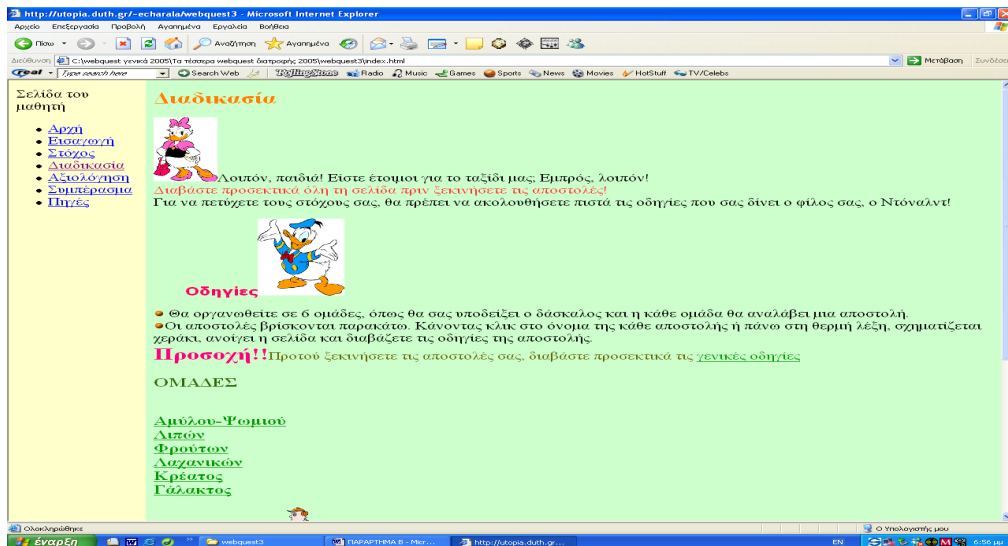 http://utopia.duth.gr/~echarala/webquest3 - Microsoft Internet Explorer
Αρχείο Επεξεργασία Προβολή Αγαπημένα Εργαλεία Βοήθεια
Πίσω Αναζήτηση Αγαπημένα
Διεύθυνση C:\webquest γενικά 2005\Τα τέσσερα webquest διατροφής 2005\webquest3\index.html Μετάβαση Συνδέσεις
Type search here Search Web RollingStone Radio Music Games Sports News Movies HotStuff TV/Celebs
Σελίδα του
μαθητή
Αρχή
Εισαγωγή
Στόχος
Διαδικασία
Αξιολόγηση
Συμπέρασμα
Πηγές
Διαδικασία
Λοιπόν, παιδιά! Είστε έτοιμοι για το ταξίδι μας; Εμπρός, λοιπόν!
Διαβάστε προσεκτικά όλη τη σελίδα πριν ξεκινήσετε τις αποστολές!
Για να πετύχετε τους στόχους σας, θα πρέπει να ακολουθήσετε πιστά τις οδηγίες που σας δίνει ο φίλος σας, ο Ντόναλντ!
Οδηγίες
Θα οργανωθείτε σε 6 ομάδες, όπως θα σας υποδείξει ο δάσκαλος και η κάθε ομάδα θα αναλάβει μια αποστολή.
Οι αποστολές βρίσκονται παρακάτω. Κάνοντας κλικ στο όνομα της κάθε αποστολής ή πάνω στη θερμή λέξη, σχηματίζεται
χεράκι, ανοίγει η σελίδα και διαβάζετε τις οδηγίες της αποστολής.
Προσοχή!!Προτού ξεκινήσετε τις αποστολές σας, διαβάστε προσεκτικά τις γενικές οδηγίες
ΟΜΑΔΕΣ
Αμύλου-Ψωμιού
Λιπών
Φρούτων
Λαχανικών
Κρέατος
Γάλακτος
Ολοκληρώθηκε Ο Υπολογιστής μου
έναρξη webquest3 ΠΑΡΑΡΤΗΜΑ Β - Micr... http://utopia.duth.gr... EN 6:56 μμ